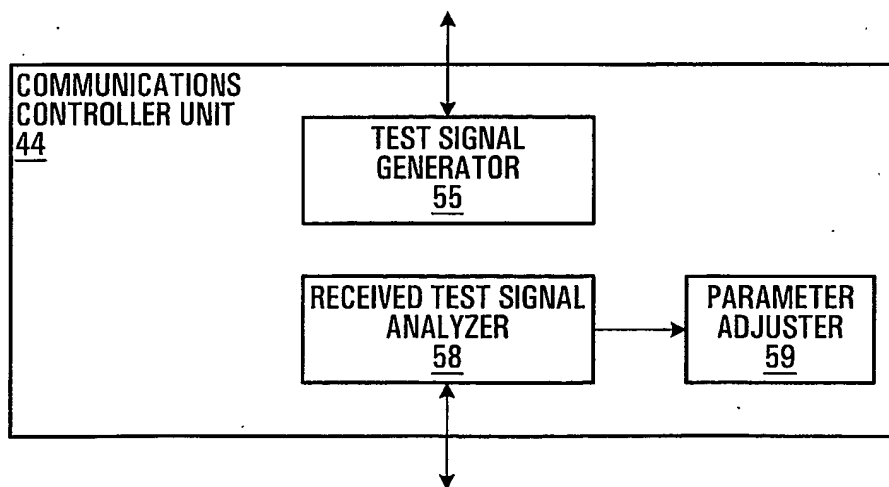 COMMUNICATIONS
CONTROLLER UNIT
44
TEST SIGNAL
GENERATOR
55
RECEIVED TEST SIGNAL
ANALYZER
58
PARAMETER
ADJUSTER
59